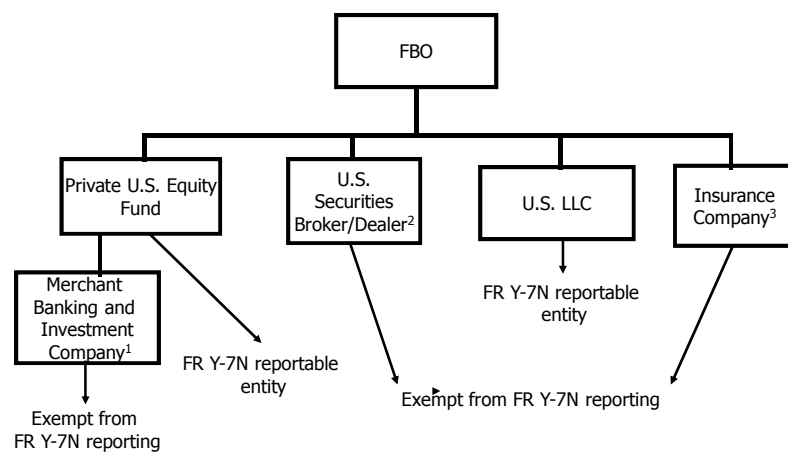 FBO
Private U.S. Equity
Fund
U.S.
Securities
Broker/Dealer²
U.S. LLC
Insurance
Company³
Merchant
Banking and
Investment
Company¹
FR Y-7N reportable
entity
FR Y-7N reportable
entity
Exempt from FR Y-7N reporting
Exempt from
FR Y-7N reporting